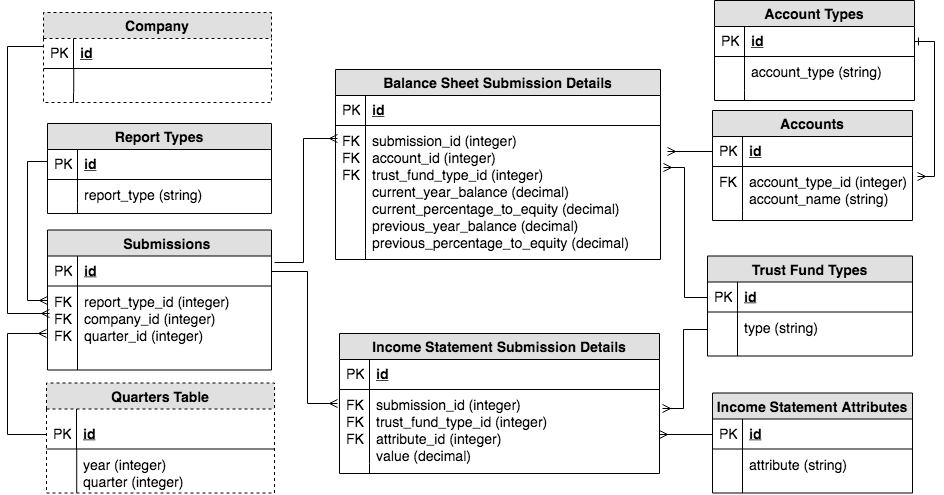 Company
PK id
Report Types
PK id
report_type (string)
Submissions
PK id
FK report_type_id (integer)
FK company_id (integer)
FK quarter_id (integer)
Quarters Table
PK id
year (integer)
quarter (integer)
Balance Sheet Submission Details
PK id
FK submission_id (integer)
FK account_id (integer)
FK trust_fund_type_id (integer)
current_year_balance (decimal)
current_percentage_to_equity (decimal)
previous_year_balance (decimal)
previous_percentage_to_equity (decimal)
Income Statement Submission Details
PK id
FK submission_id (integer)
FK trust_fund_type_id (integer)
FK attribute_id (integer)
value (decimal)
Account Types
PK id
account_type (string)
Accounts
PK id
FK account_type_id (integer)
account_name (string)
Trust Fund Types
PK id
type (string)
Income Statement Attributes
PK id
attribute (string)